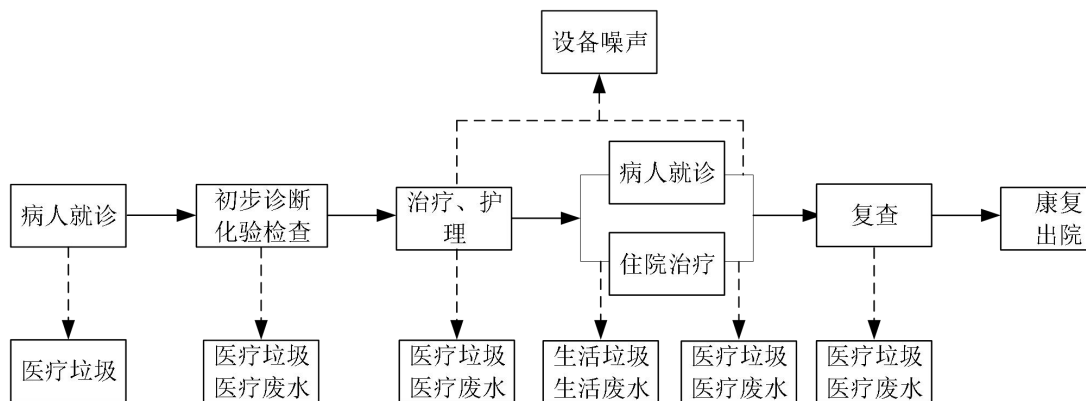 设备噪声
病人就诊
初步诊断
化验检查
治疗、护
理
病人就诊
住院治疗
复查
康复
出院
医疗垃圾
医疗垃圾
医疗废水
医疗垃圾
医疗废水
生活垃圾
生活废水
医疗垃圾
医疗废水
医疗垃圾
医疗废水